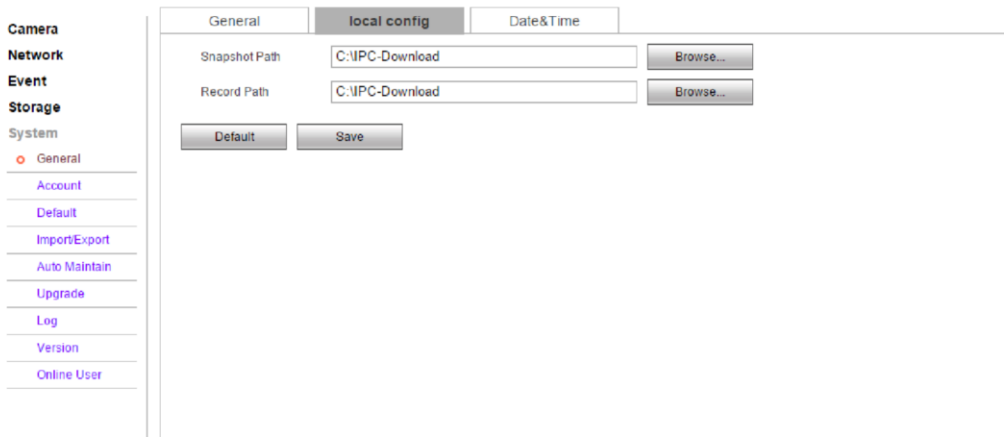 Camera
Network
Event
Storage
System
General
Account
Default
Import/Export
Auto Maintain
Upgrade
Log
Version
Online User
General local config Date&Time
Snapshot Path C:\IPC-Download Browse...
Record Path C:\IPC-Download Browse...
Default Save